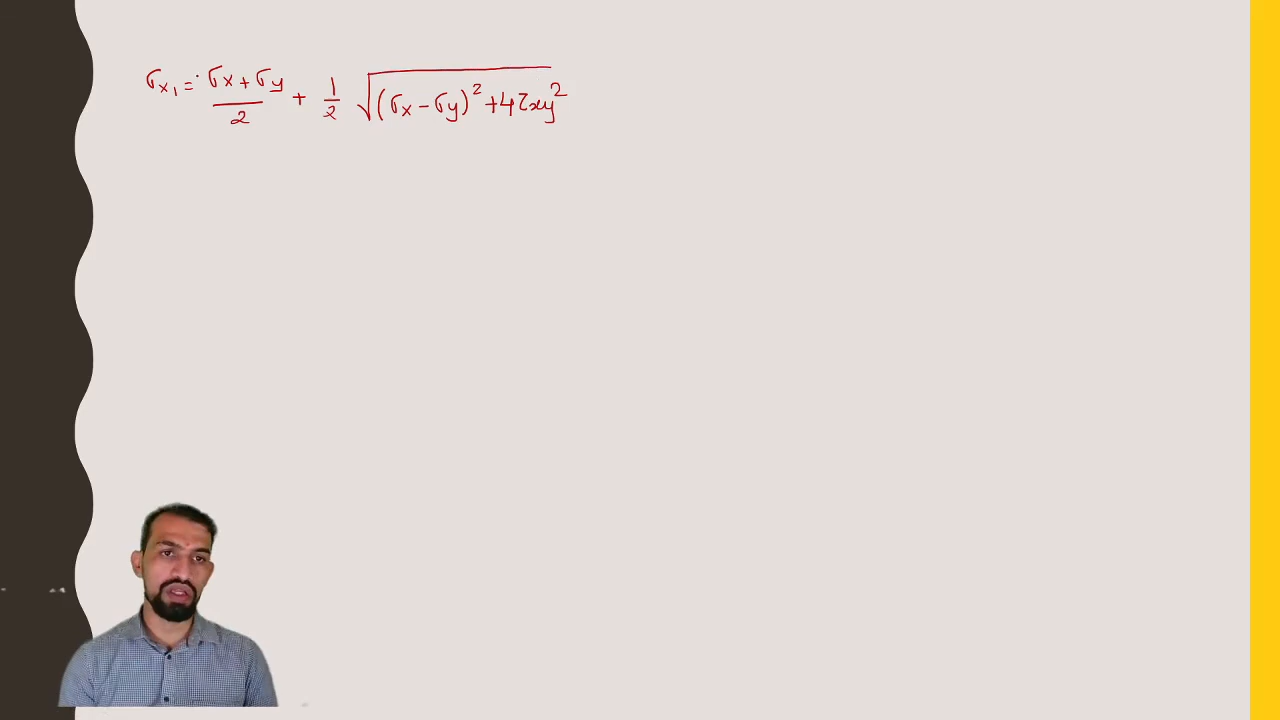 σx₁ = σx + σy / 2 + 1/2 √(σx − σy)² + 4τxy²